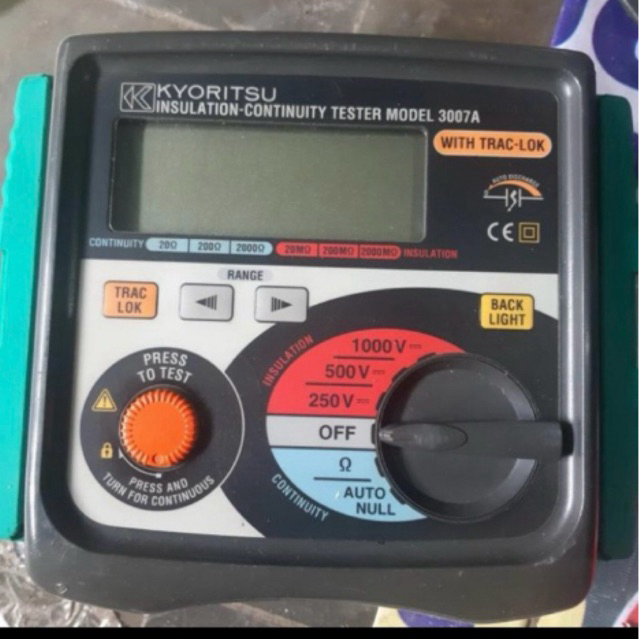 KYORITSU
INSULATION-CONTINUITY TESTER MODEL 3007A
WITH TRAC-LOK
AUTO DISCHARGE
CE
CONTINUITY 20Ω 200Ω 2000Ω 20MΩ 200MΩ 2000MΩ INSULATION
RANGE
TRAC
LOK
BACK
LIGHT
PRESS
TO TEST
PRESS AND
TURN FOR CONTINUOUS
INSULATION
1000V
500V
250V
OFF
Ω
AUTO
NULL
CONTINUITY